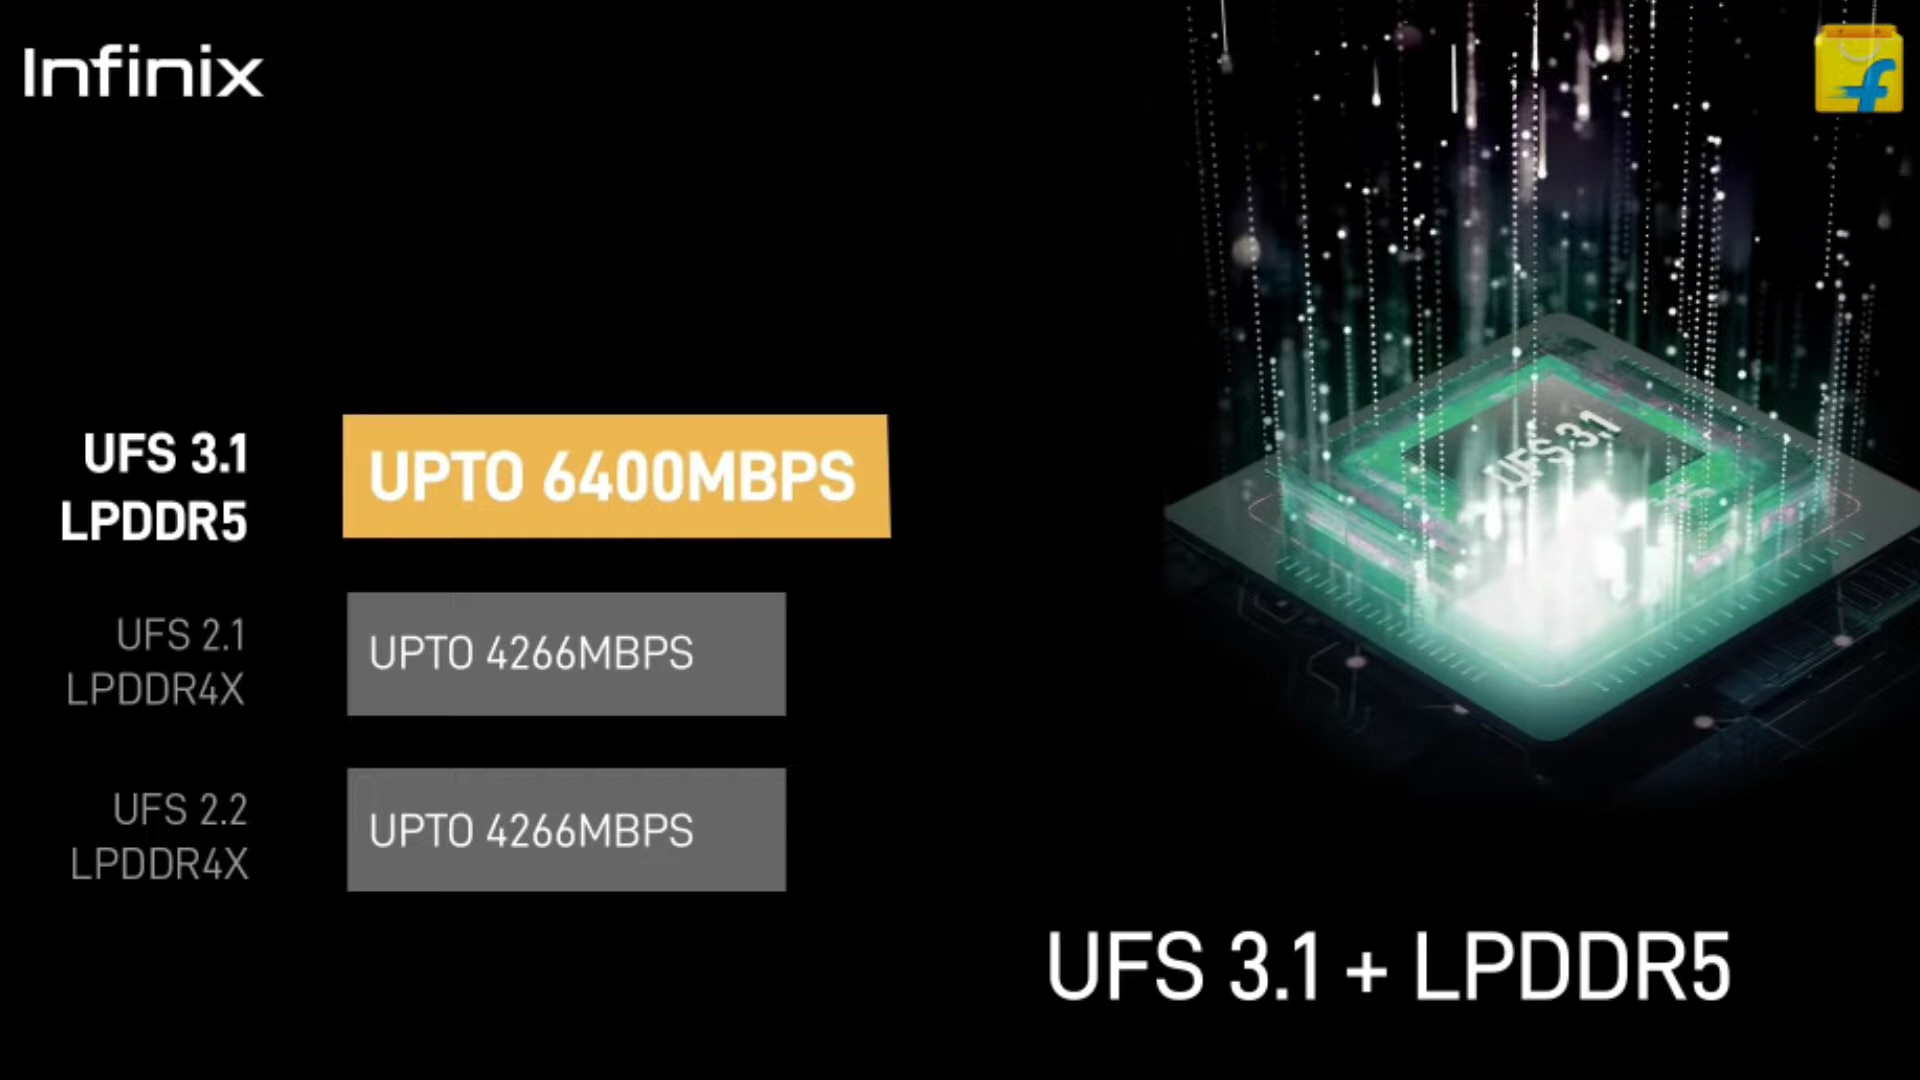 Infinix
f
UFS 3.1
LPDDR5
UPTO 6400MBPS
UFS 2.1
LPDDR4X
UPTO 4266MBPS
UFS 2.2
LPDDR4X
UPTO 4266MBPS
UFS 3.1
UFS 3.1 + LPDDR5